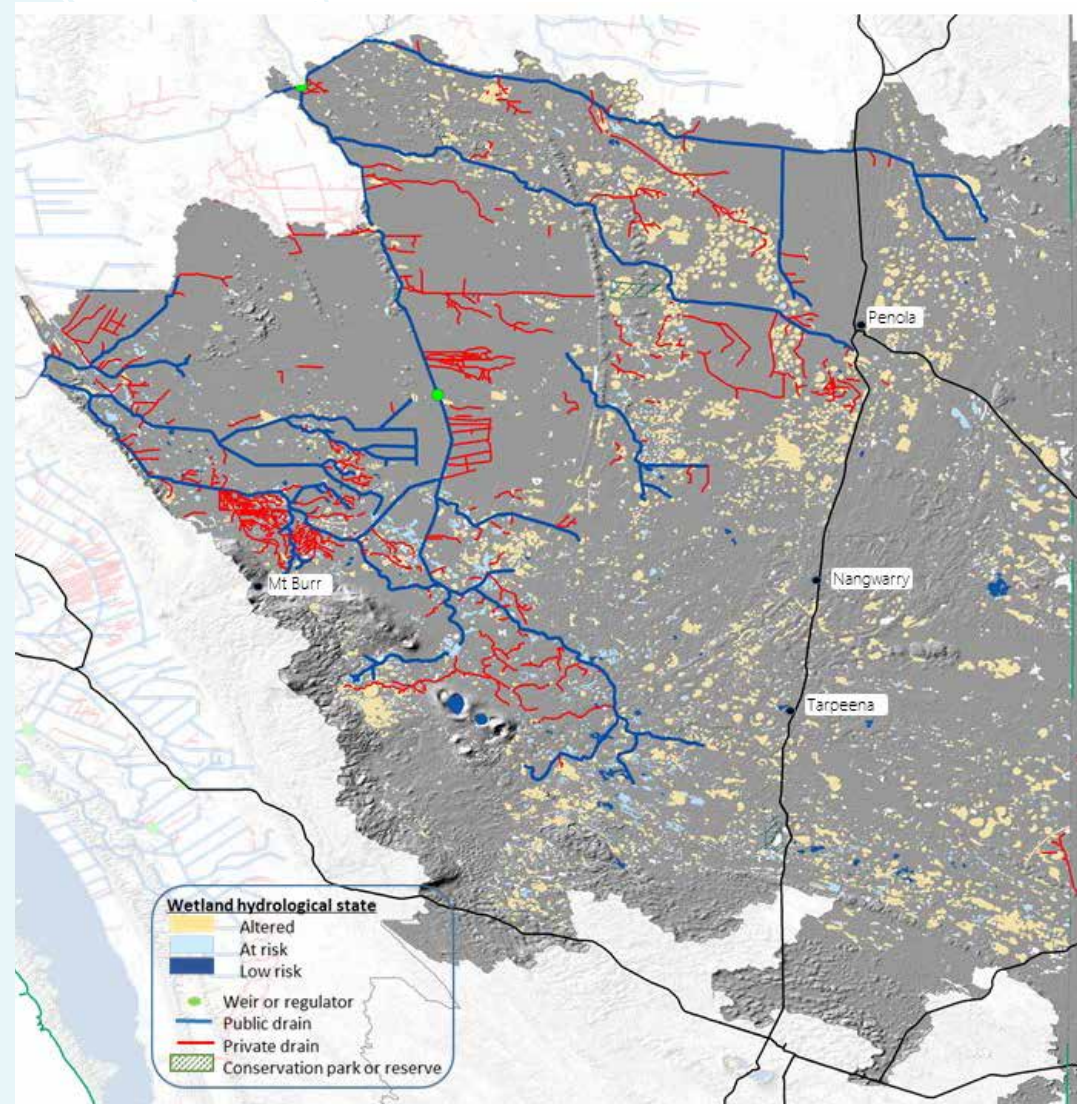 Penola
Nangwarry
Mt Burr
Tarpeena
Wetland hydrological state
Altered
At risk
Low risk
Weir or regulator
Public drain
Private drain
Conservation park or reserve